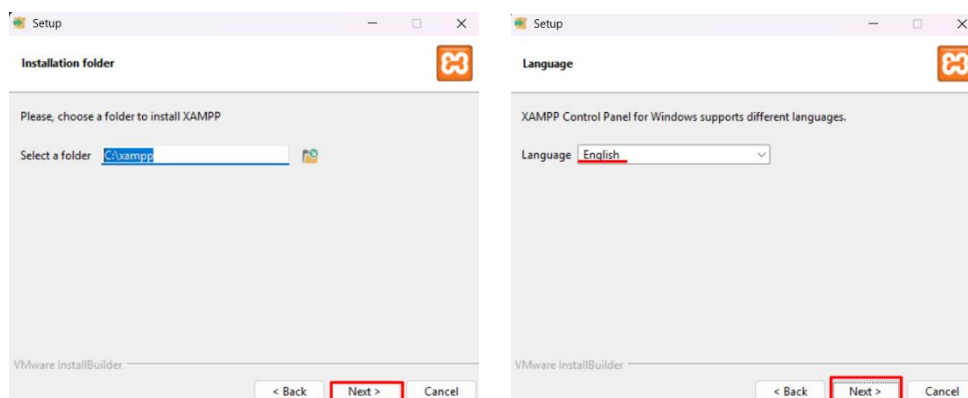 Setup
Installation folder
Please, choose a folder to install XAMPP
Select a folder C:\xampp
VMware InstallBuilder
< Back Next > Cancel
Setup
Language
XAMPP Control Panel for Windows supports different languages.
Language English
VMware InstallBuilder
< Back Next > Cancel